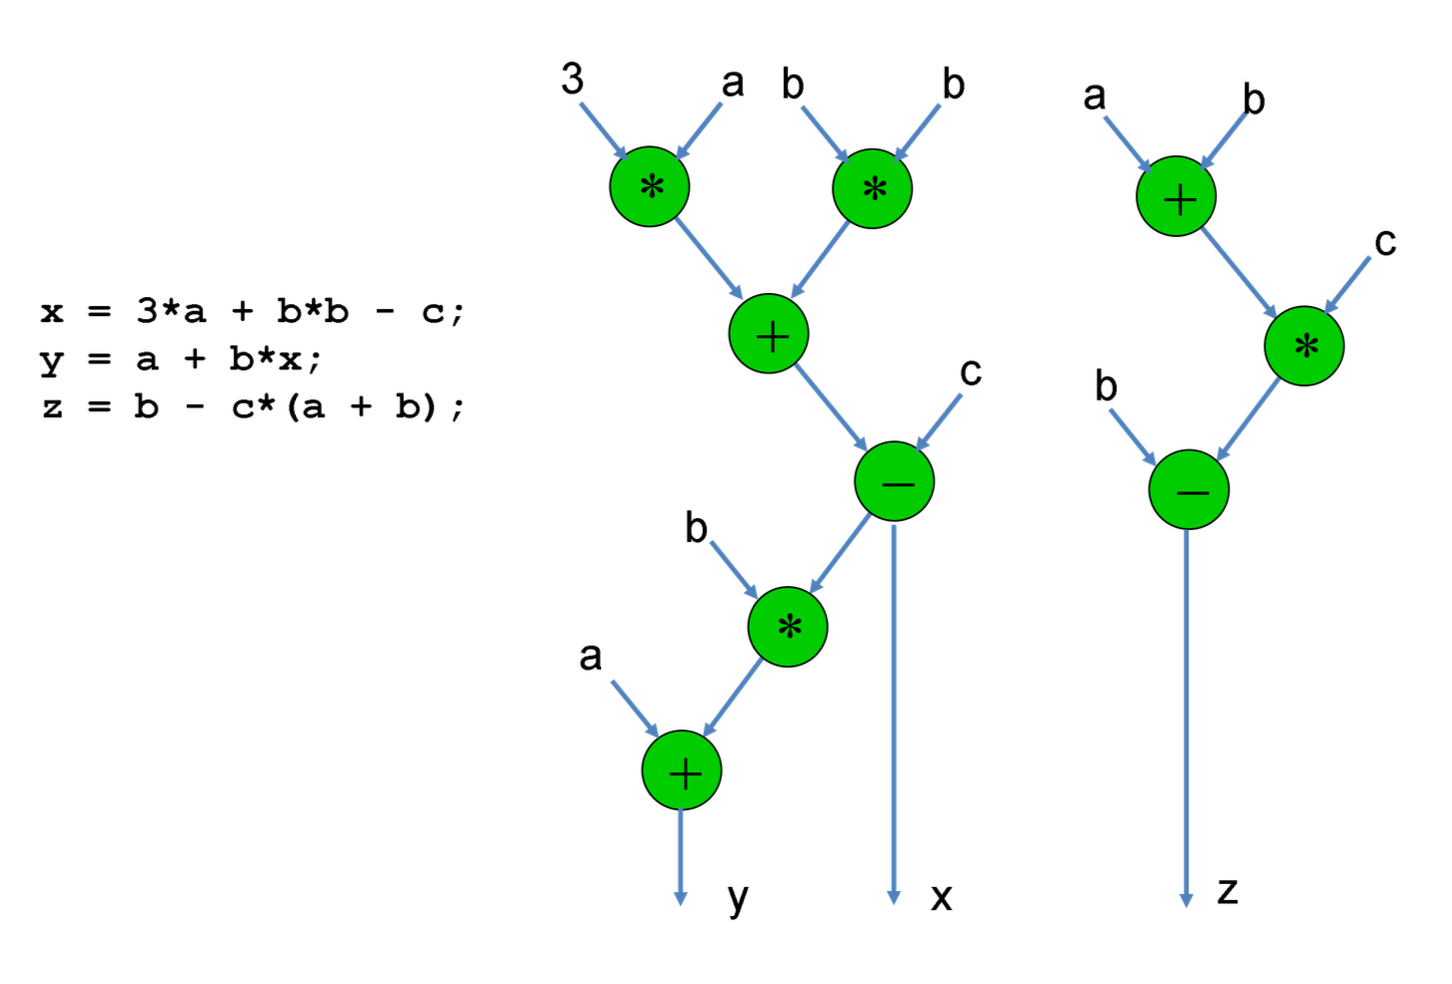 x = 3*a + b*b - c;
y = a + b*x;
z = b - c*(a + b);
3 a b b
* *
+
c
−
b
*
a
+
y x
a b
+
c
*
b
−
z